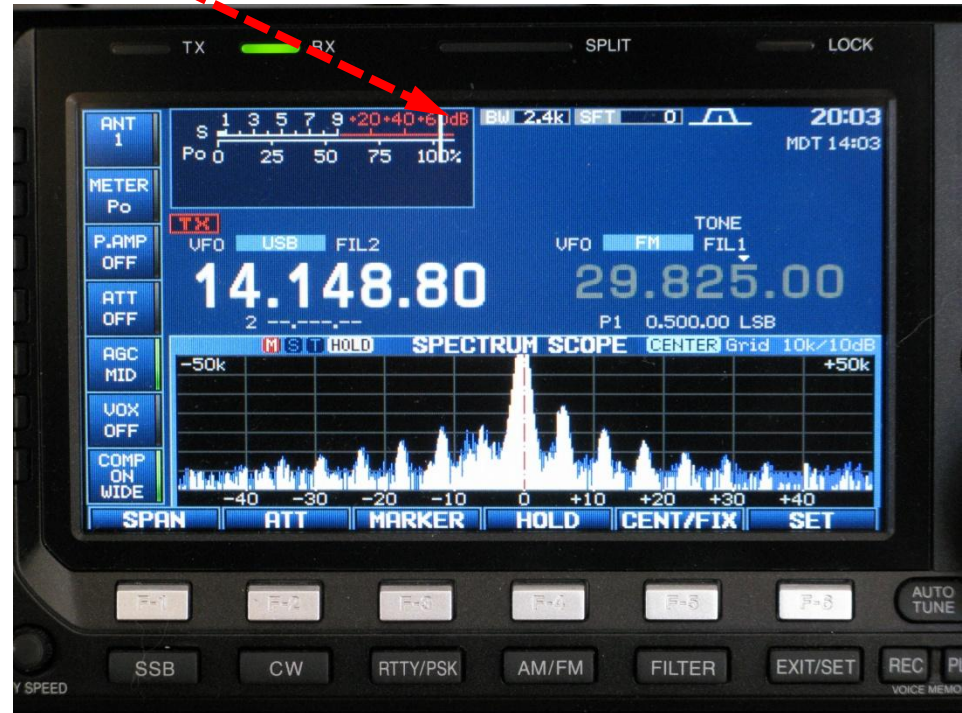 TX RX SPLIT LOCK
ANT 1
METER Po
P.AMP OFF
ATT OFF
AGC MID
VOX OFF
COMP ON WIDE
S 1 3 5 7 9 +20+40+60dB
Po 0 25 50 75 100%
BW 2.4k SFT 0
20:03
MDT 14:03
TX
VFO USB FIL2
14.148.80
2 --.---.--
TONE
VFO FM FIL1
29.825.00
P1 0.500.00 LSB
M S T HOLD SPECTRUM SCOPE CENTER Grid 10k/10dB
-50k +50k
-40 -30 -20 -10 0 +10 +20 +30 +40
SPAN ATT MARKER HOLD CENT/FIX SET
F-1 F-2 F-3 F-4 F-5 F-6
AUTO TUNE
SSB CW RTTY/PSK AM/FM FILTER EXIT/SET REC
Y SPEED
VOICE MEMO